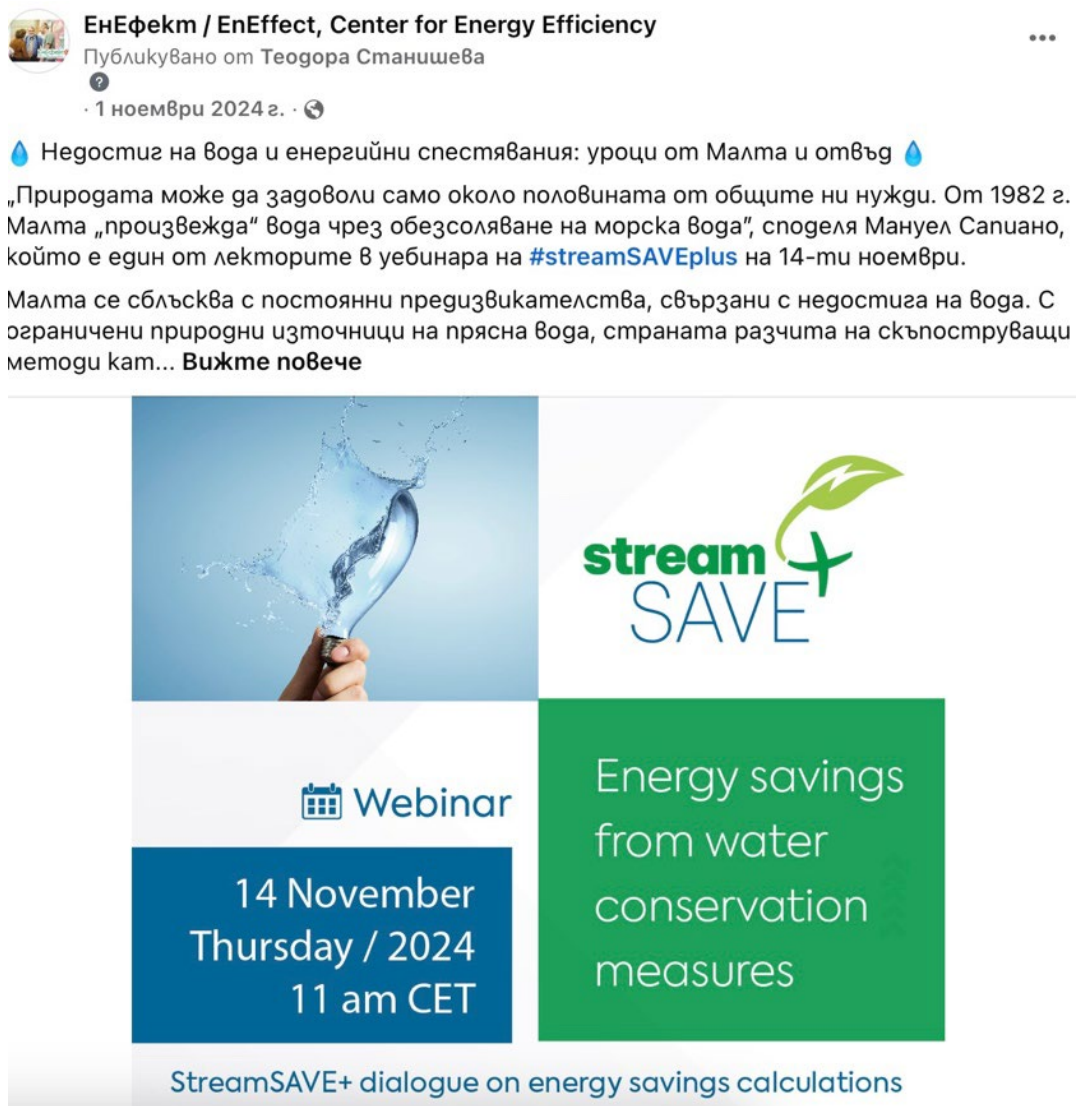 ЕнЕфект / EnEffect, Center for Energy Efficiency
Публикувано от Теодора Станишева
· 1 ноември 2024 г. ·
💧 Недостиг на вода и енергийни спестявания: уроци от Малта и отвъд 💧
„Природата може да задоволи само около половината от общите ни нужди. От 1982 г.
Малта „произвежда“ вода чрез обезсоляване на морска вода”, споделя Мануел Сапиано,
който е един от лекторите в уебинара на #streamSAVEplus на 14-ти ноември.
Малта се сблъсква с постоянни предизвикателства, свързани с недостига на вода. С
ограничени природни източници на прясна вода, страната разчита на скъпоструващи
методи кат... Вижте повече
stream
SAVE+
Webinar
14 November
Thursday / 2024
11 am CET
Energy savings
from water
conservation
measures
StreamSAVE+ dialogue on energy savings calculations